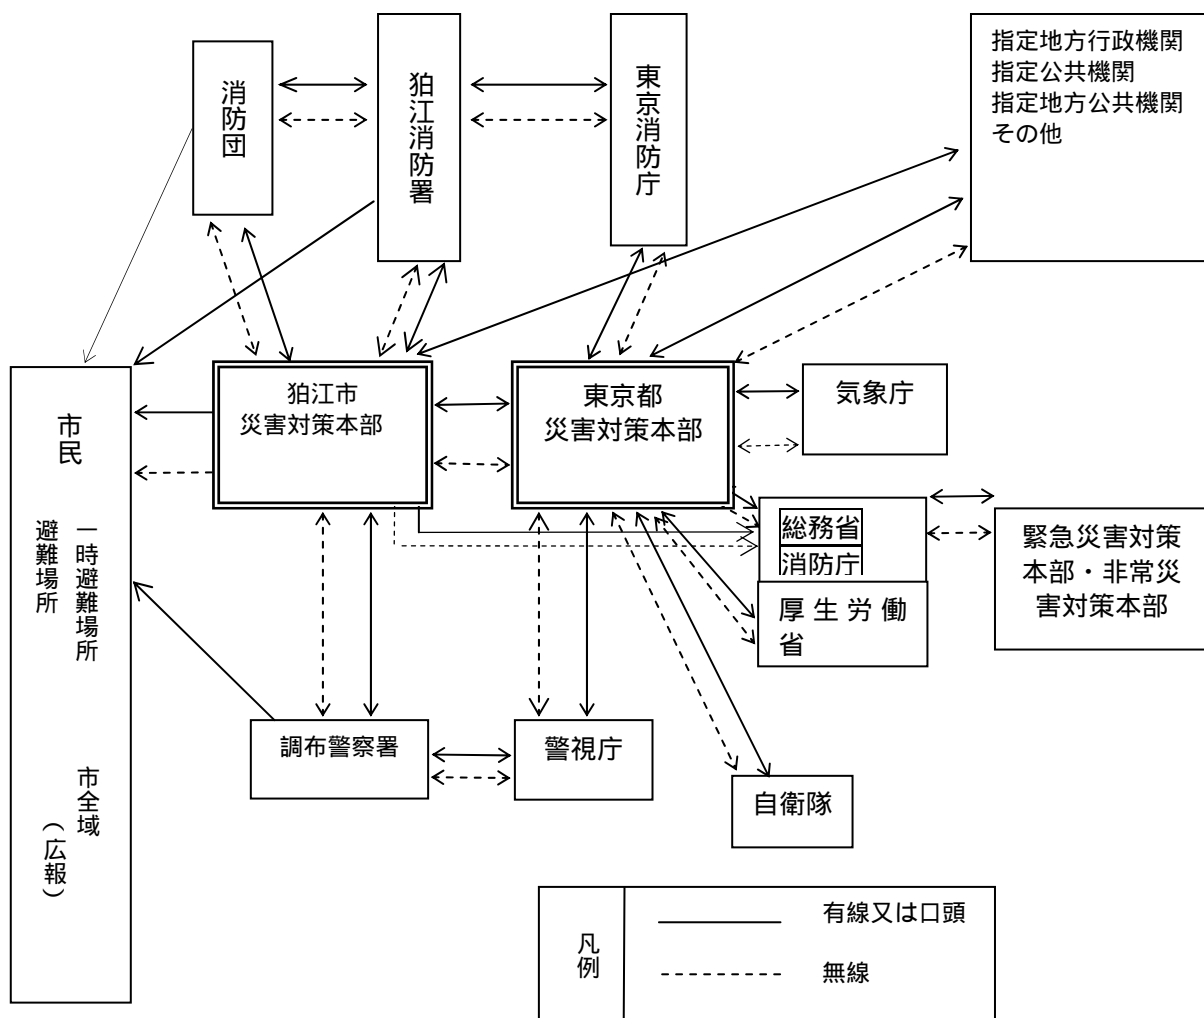 消防団
狛江消防署
東京消防庁
指定地方行政機関
指定公共機関
指定地方公共機関
その他
狛江市
災害対策本部
東京都
災害対策本部
気象庁
市民
一時避難場所
避難場所
市全域
（広報）
総務省
消防庁
厚生労働
省
緊急災害対策
本部・非常災
害対策本部
調布警察署
警視庁
自衛隊
凡例
有線又は口頭
無線